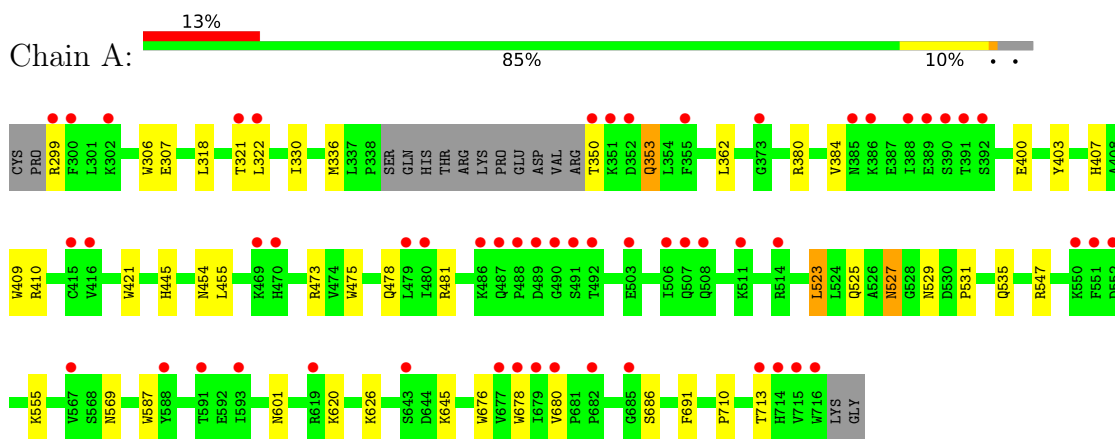 13%
Chain A:
85% 10% • •
CYS PRO R299 F300 L301 K302 W306 E307 L318 T321 L322 I330 M336 L337 P338 SER GLN HIS THR ARG LYS PRO GLU ASP VAL ARG T350 K351 D352 Q353 L354 F355 L362 G373 R380 V384 N385 K386 E387 I388 E389 S390 T391 S392 E400 Y403 H407 A408
W409 R410 C415 V416 W421 H445 N454 L455 K469 H470 R473 V474 W475 Q478 L479 I480 R481 K486 Q487 P488 D489 G490 S491 T492 E503 I506 Q507 Q508 K511 R514 L523 L524 Q525 A526 N527 G528 N529 D530 P531 Q535 R547 K550 F551 D552
K555 V567 S568 N569 W587 Y588 T591 E592 I593 N601 R619 K620 K626 S643 D644 K645 W676 V677 W678 I679 V680 P681 P682 G685 S686 F691 P710 T713 H714 V715 W716 LYS GLY